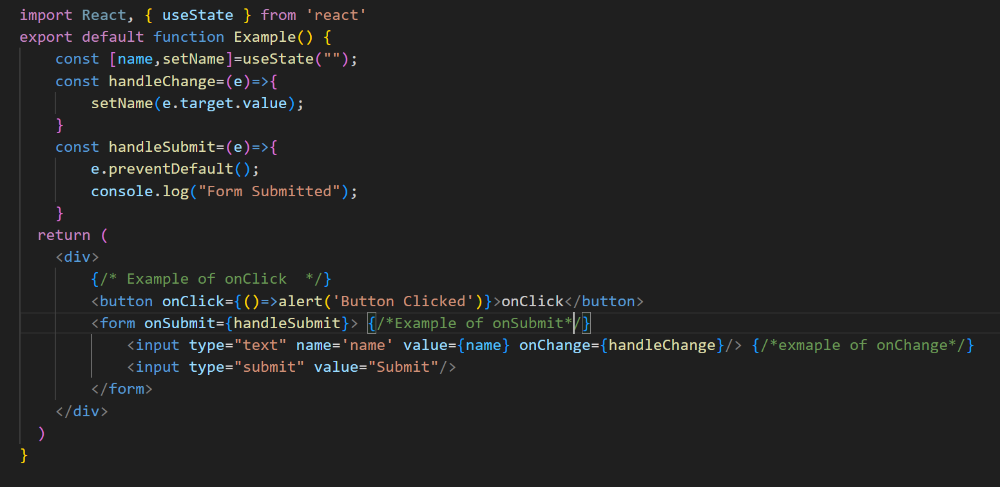 import React, { useState } from 'react'
export default function Example() {
    const [name,setName]=useState("");
    const handleChange=(e)=>{
        setName(e.target.value);
    }
    const handleSubmit=(e)=>{
        e.preventDefault();
        console.log("Form Submitted");
    }
  return (
    <div>
        {/* Example of onClick  */}
        <button onClick={()=>alert('Button Clicked')}>onClick</button>
        <form onSubmit={handleSubmit}> {/*Example of onSubmit*/}
            <input type="text" name='name' value={name} onChange={handleChange}/> {/*exmaple of onChange*/}
            <input type="submit" value="Submit"/>
        </form>
    </div>
  )
}